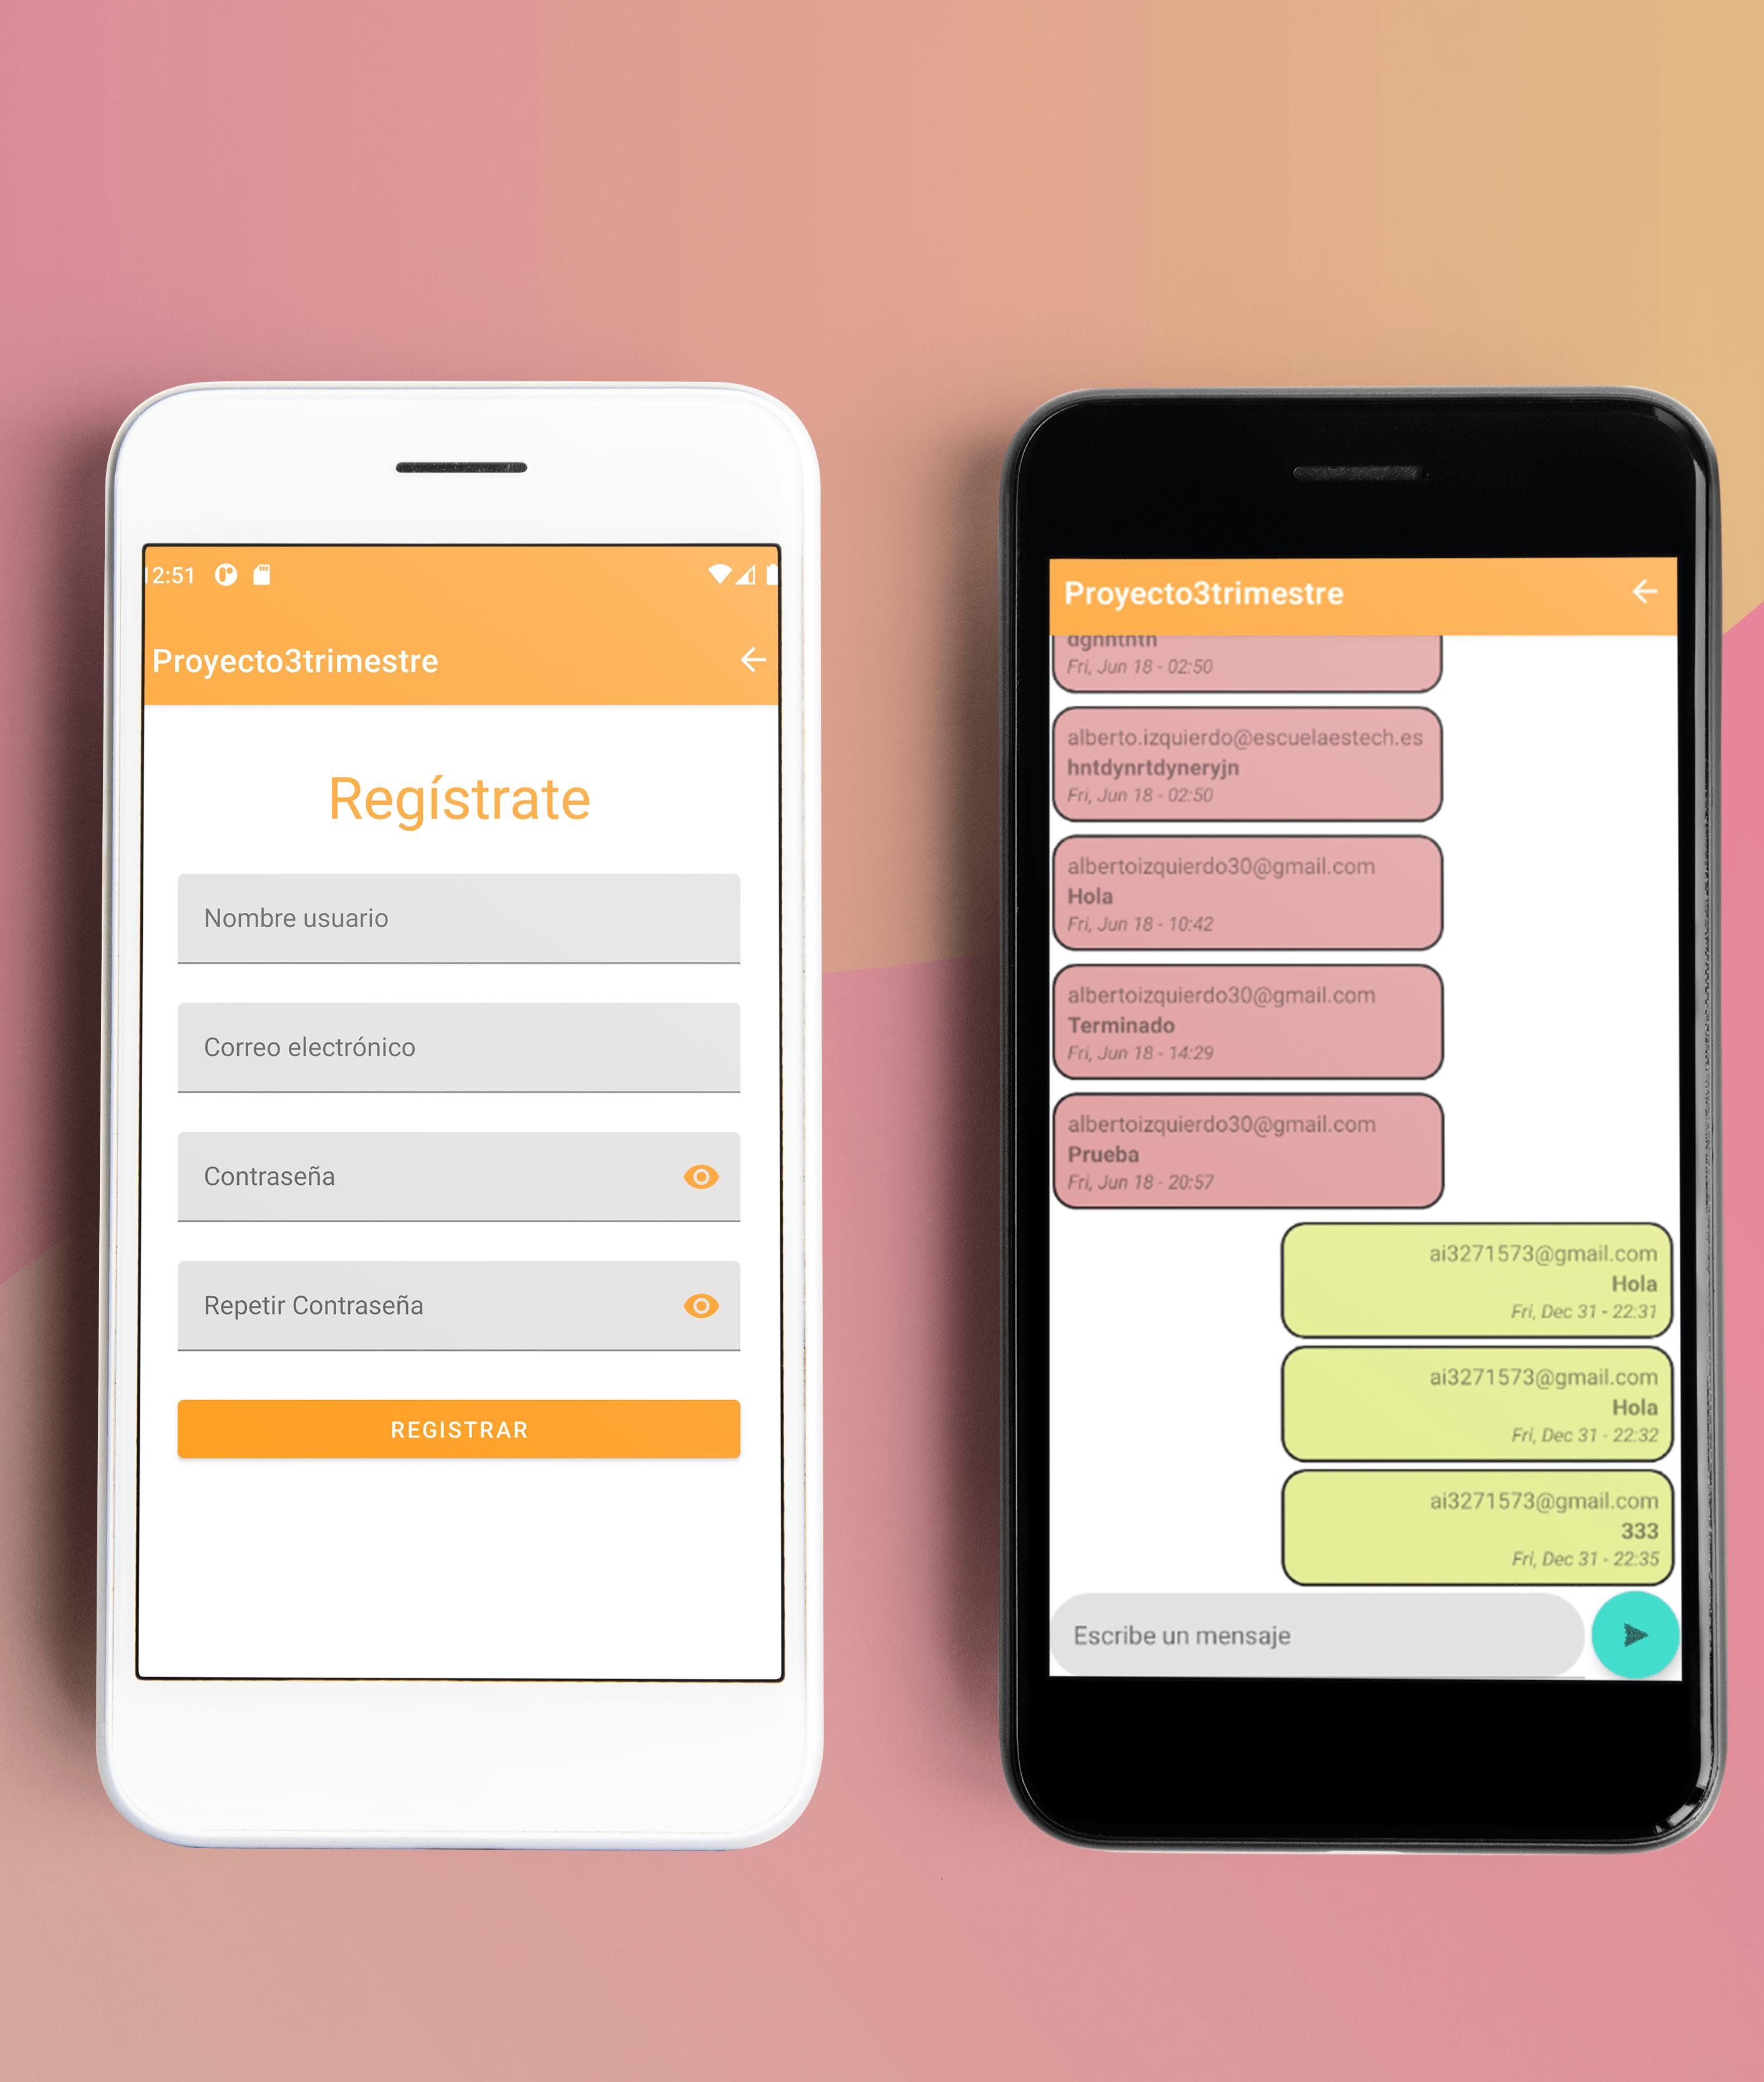 12:51
Proyecto3trimestre
Regístrate
Nombre usuario
Correo electrónico
Contraseña
Repetir Contraseña
REGISTRAR
Proyecto3trimestre
Fri, Jun 18 - 02:50
alberto.izquierdo@escuelaestech.es
hntdynrtdyneryjn
Fri, Jun 18 - 02:50
albertoizquierdo30@gmail.com
Hola
Fri, Jun 18 - 10:42
albertoizquierdo30@gmail.com
Terminado
Fri, Jun 18 - 14:29
albertoizquierdo30@gmail.com
Prueba
Fri, Jun 18 - 20:57
ai3271573@gmail.com
Hola
Fri, Dec 31 - 22:31
ai3271573@gmail.com
Hola
Fri, Dec 31 - 22:32
ai3271573@gmail.com
333
Fri, Dec 31 - 22:35
Escribe un mensaje